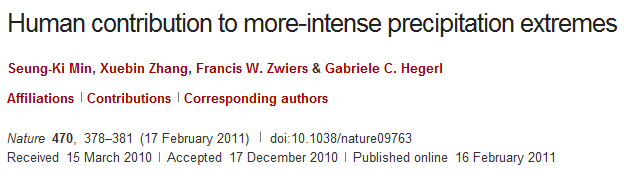 Human contribution to more-intense precipitation extremes
Seung-Ki Min, Xuebin Zhang, Francis W. Zwiers & Gabriele C. Hegerl
Affiliations | Contributions | Corresponding authors
Nature 470, 378–381 (17 February 2011) | doi:10.1038/nature09763
Received 15 March 2010 | Accepted 17 December 2010 | Published online 16 February 2011